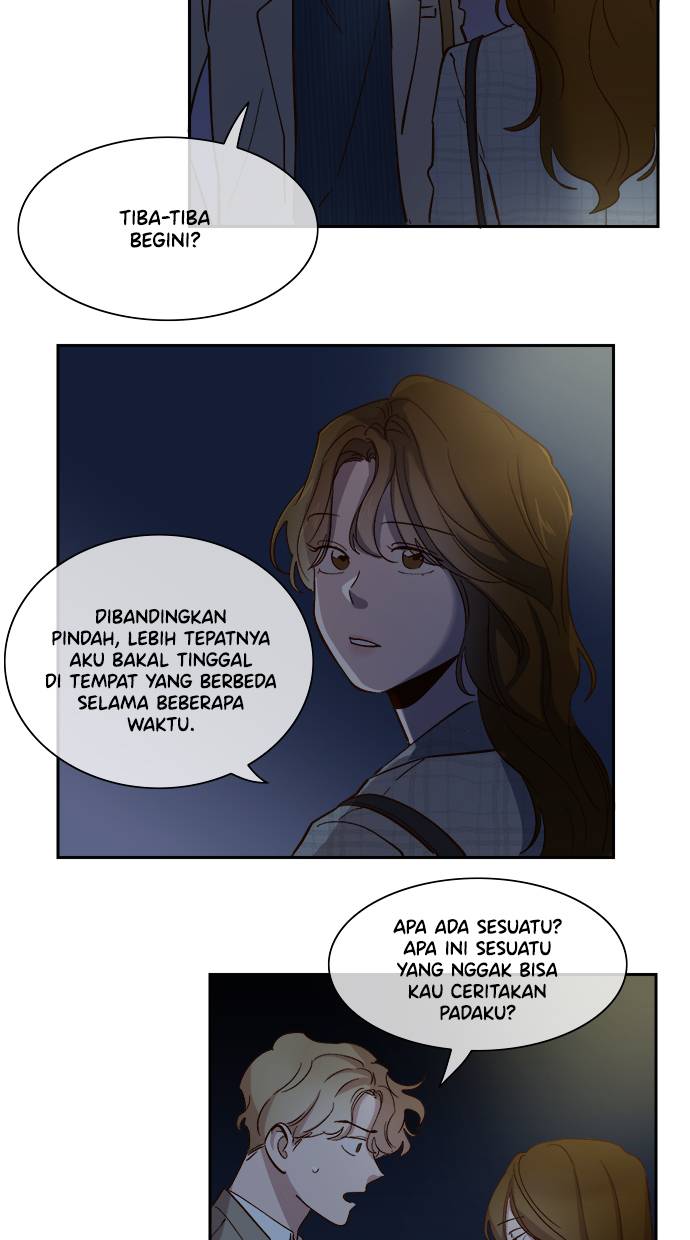 TIBA-TIBA
BEGINI?
DIBANDINGKAN
PINDAH, LEBIH TEPATNYA
AKU BAKAL TINGGAL
DI TEMPAT YANG BERBEDA
SELAMA BEBERAPA
WAKTU.
APA ADA SESUATU?
APA INI SESUATU
YANG NGGAK BISA
KAU CERITAKAN
PADAKU?